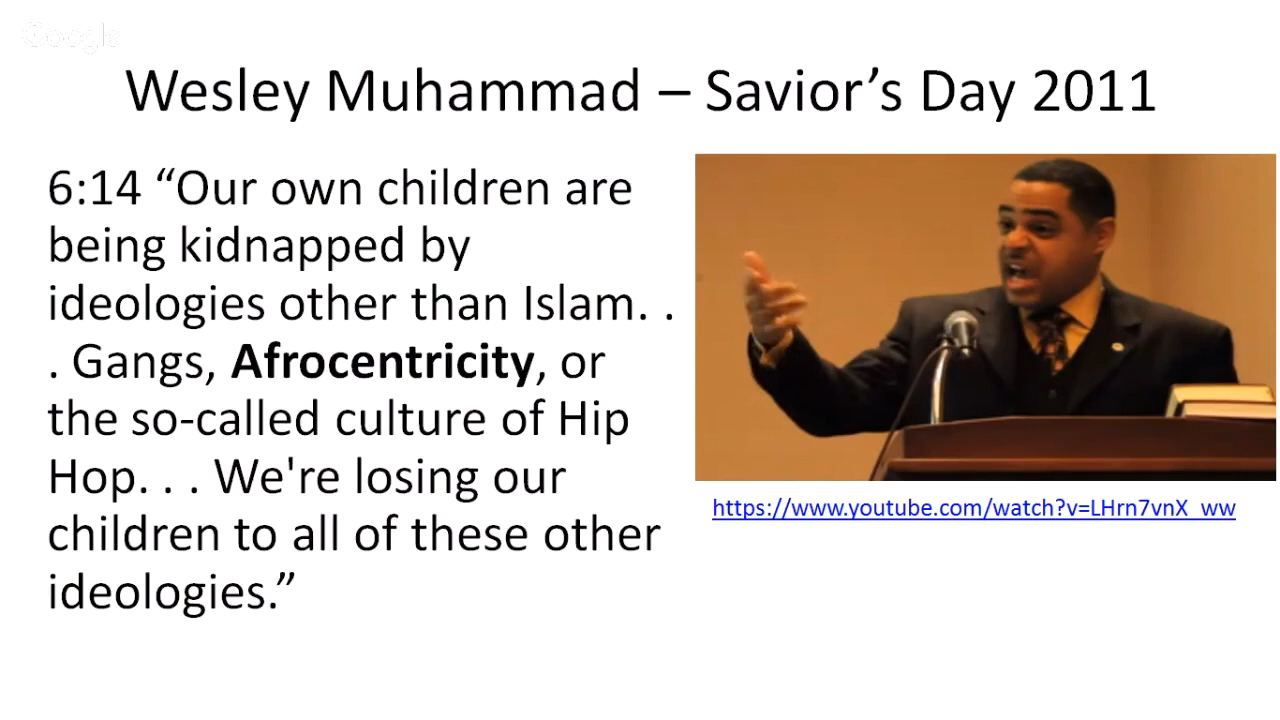 Google
Wesley Muhammad – Savior’s Day 2011
6:14 “Our own children are
being kidnapped by
ideologies other than Islam. .
. Gangs, Afrocentricity, or
the so-called culture of Hip
Hop. . . We're losing our
children to all of these other
ideologies.”
https://www.youtube.com/watch?v=LHrn7vnX_ww